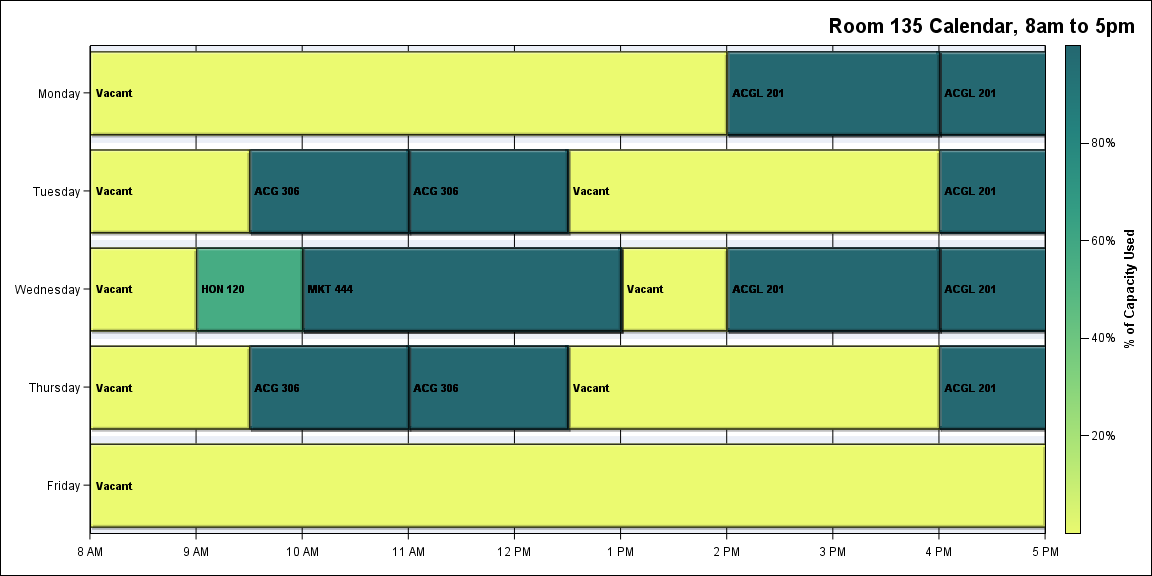 Room 135 Calendar, 8am to 5pm
Monday
Vacant
ACGL 201
ACGL 201
Tuesday
Vacant
ACG 306
ACG 306
Vacant
ACGL 201
Wednesday
Vacant
HON 120
MKT 444
Vacant
ACGL 201
ACGL 201
Thursday
Vacant
ACG 306
ACG 306
Vacant
ACGL 201
Friday
Vacant
8 AM
9 AM
10 AM
11 AM
12 PM
1 PM
2 PM
3 PM
4 PM
5 PM
80%
60%
40%
20%
% of Capacity Used